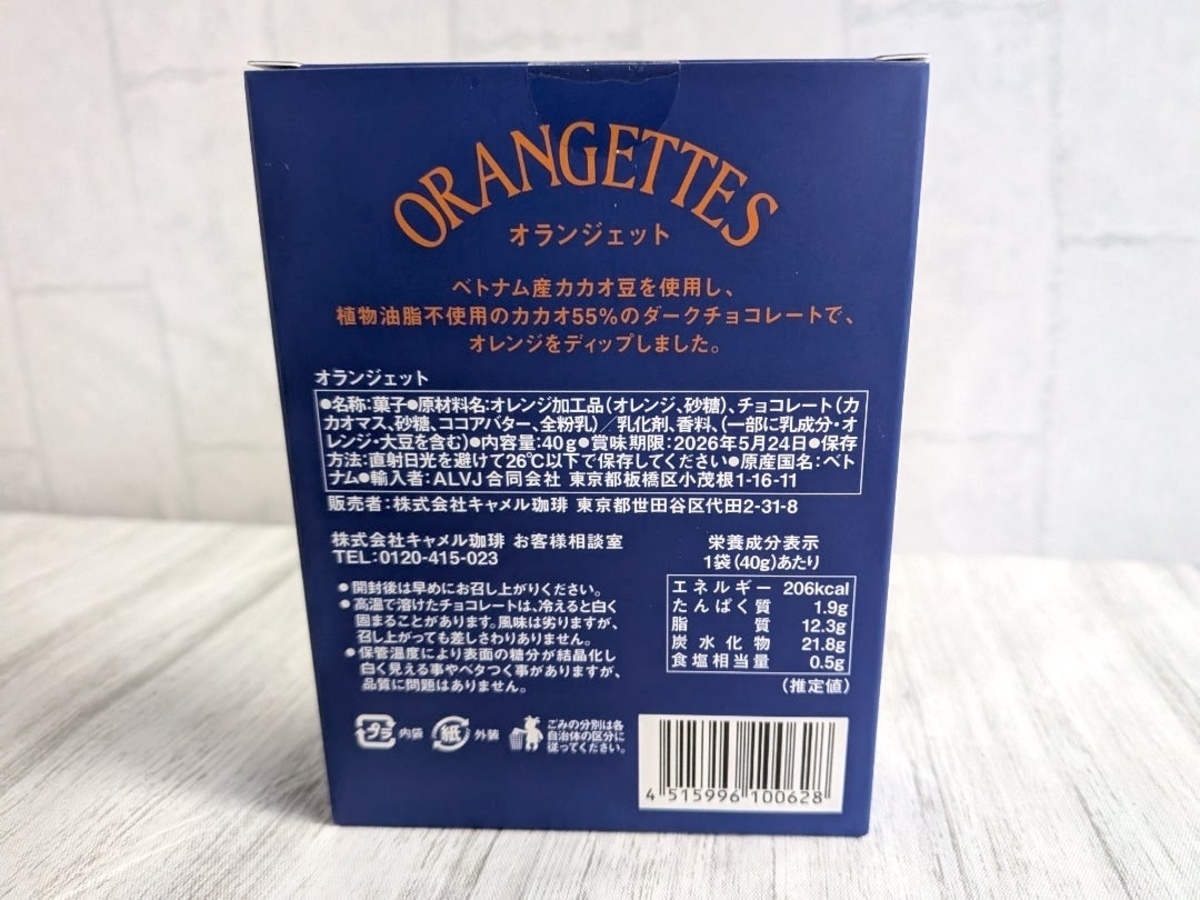 ORANGETTES
オランジェット
ベトナム産カカオ豆を使用し、
植物油脂不使用のカカオ55%のダークチョコレートで、
オレンジをディップしました。
オランジェット
●名称:菓子●原材料名:オレンジ加工品(オレンジ、砂糖)、チョコレート(カ
カオマス、砂糖、ココアバター、全粉乳)/乳化剤、香料、(一部に乳成分・オ
レンジ・大豆を含む)●内容量:40g●賞味期限:2026年5月24日●保存
方法:直射日光を避けて26℃以下で保存してください●原産国名:ベト
ナム●輸入者:ALVJ合同会社 東京都板橋区小茂根1-16-11
販売者:株式会社キャメル珈琲 東京都世田谷区代田2-31-8
株式会社キャメル珈琲 お客様相談室
TEL:0120-415-023
●開封後は早めにお召し上がりください。
●高温で溶けたチョコレートは、冷えると白く
固まることがあります。風味は劣りますが、
召し上がっても差しさわりありません。
●保管温度により表面の糖分が結晶化し
白く見える事やベタつく事がありますが、
品質に問題はありません。
栄養成分表示
1袋(40g)あたり
エネルギー 206kcal
たんぱく質 1.9g
脂質 12.3g
炭水化物 21.8g
食塩相当量 0.5g
(推定値)
プラ 内袋 紙 外装
ごみの分別は各
自治体の区分に
従ってください。
4 515996 100628